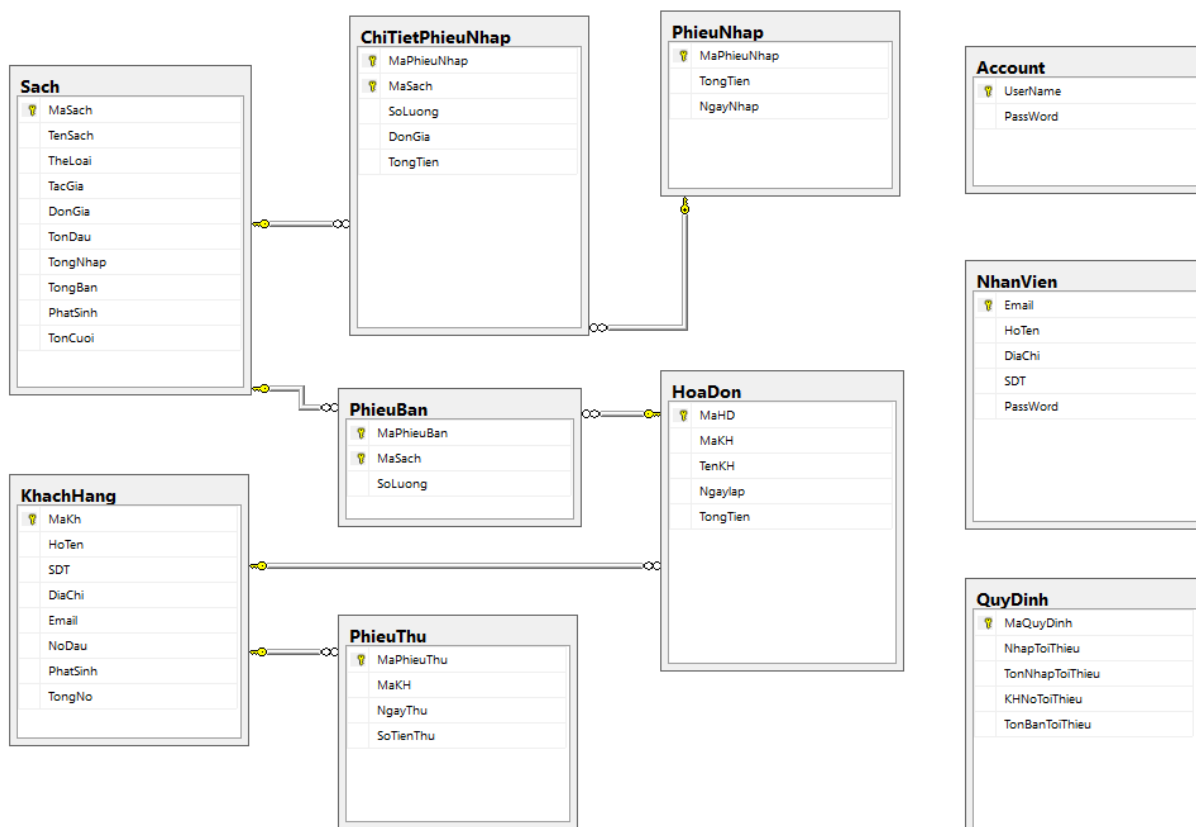 Sach
MaSach
TenSach
TheLoai
TacGia
DonGia
TonDau
TongNhap
TongBan
PhatSinh
TonCuoi
ChiTietPhieuNhap
MaPhieuNhap
MaSach
SoLuong
DonGia
TongTien
PhieuNhap
MaPhieuNhap
TongTien
NgayNhap
Account
UserName
PassWord
NhanVien
Email
HoTen
DiaChi
SDT
PassWord
PhieuBan
MaPhieuBan
MaSach
SoLuong
HoaDon
MaHD
MaKH
TenKH
Ngaylap
TongTien
KhachHang
MaKh
HoTen
SDT
DiaChi
Email
NoDau
PhatSinh
TongNo
PhieuThu
MaPhieuThu
MaKH
NgayThu
SoTienThu
QuyDinh
MaQuyDinh
NhapToiThieu
TonNhapToiThieu
KHNoToiThieu
TonBanToiThieu